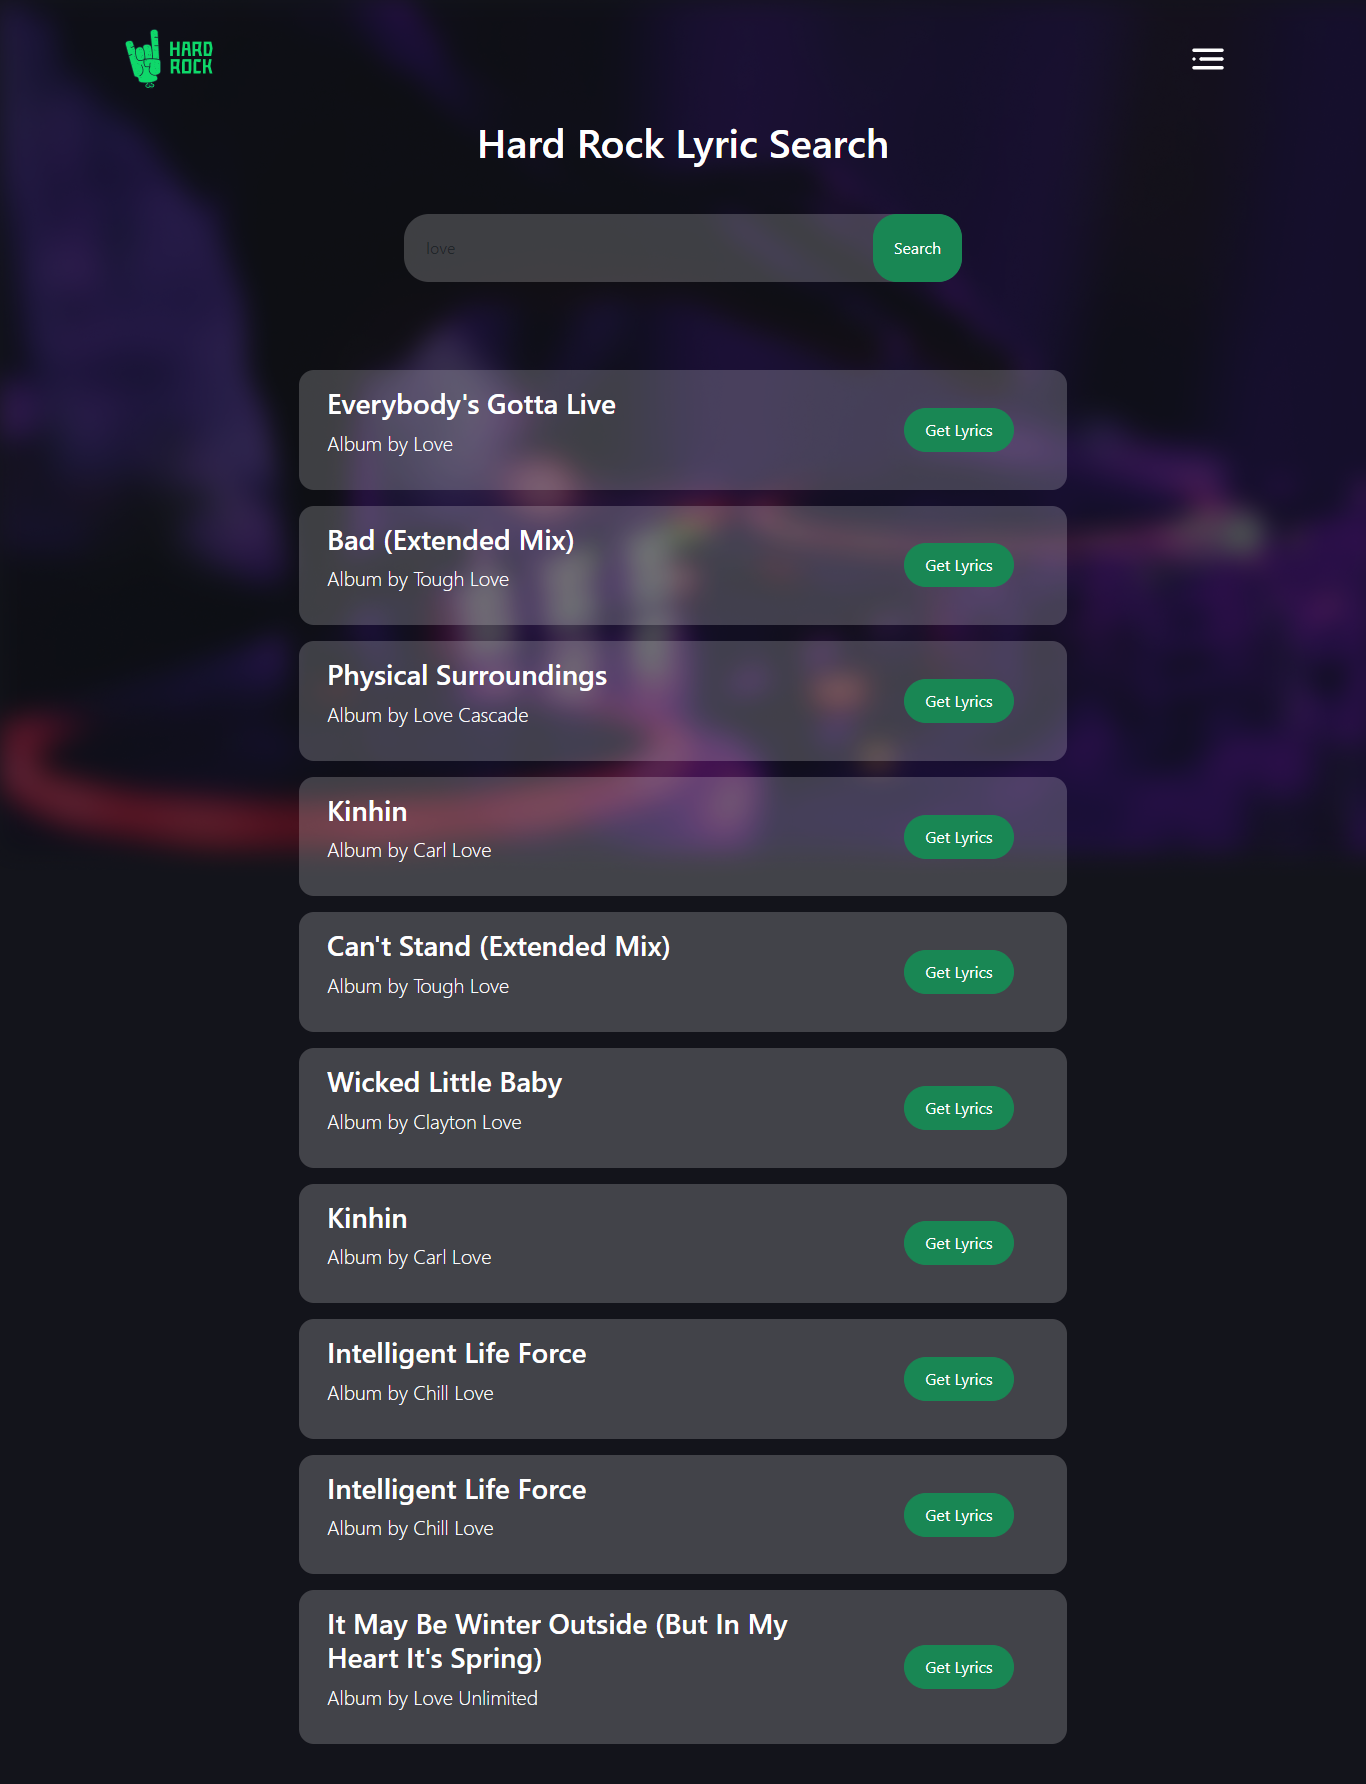 HARD
ROCK
Hard Rock Lyric Search
love
Search
Everybody's Gotta Live
Album by Love
Get Lyrics
Bad (Extended Mix)
Album by Tough Love
Get Lyrics
Physical Surroundings
Album by Love Cascade
Get Lyrics
Kinhin
Album by Carl Love
Get Lyrics
Can't Stand (Extended Mix)
Album by Tough Love
Get Lyrics
Wicked Little Baby
Album by Clayton Love
Get Lyrics
Kinhin
Album by Carl Love
Get Lyrics
Intelligent Life Force
Album by Chill Love
Get Lyrics
Intelligent Life Force
Album by Chill Love
Get Lyrics
It May Be Winter Outside (But In My
Heart It's Spring)
Album by Love Unlimited
Get Lyrics